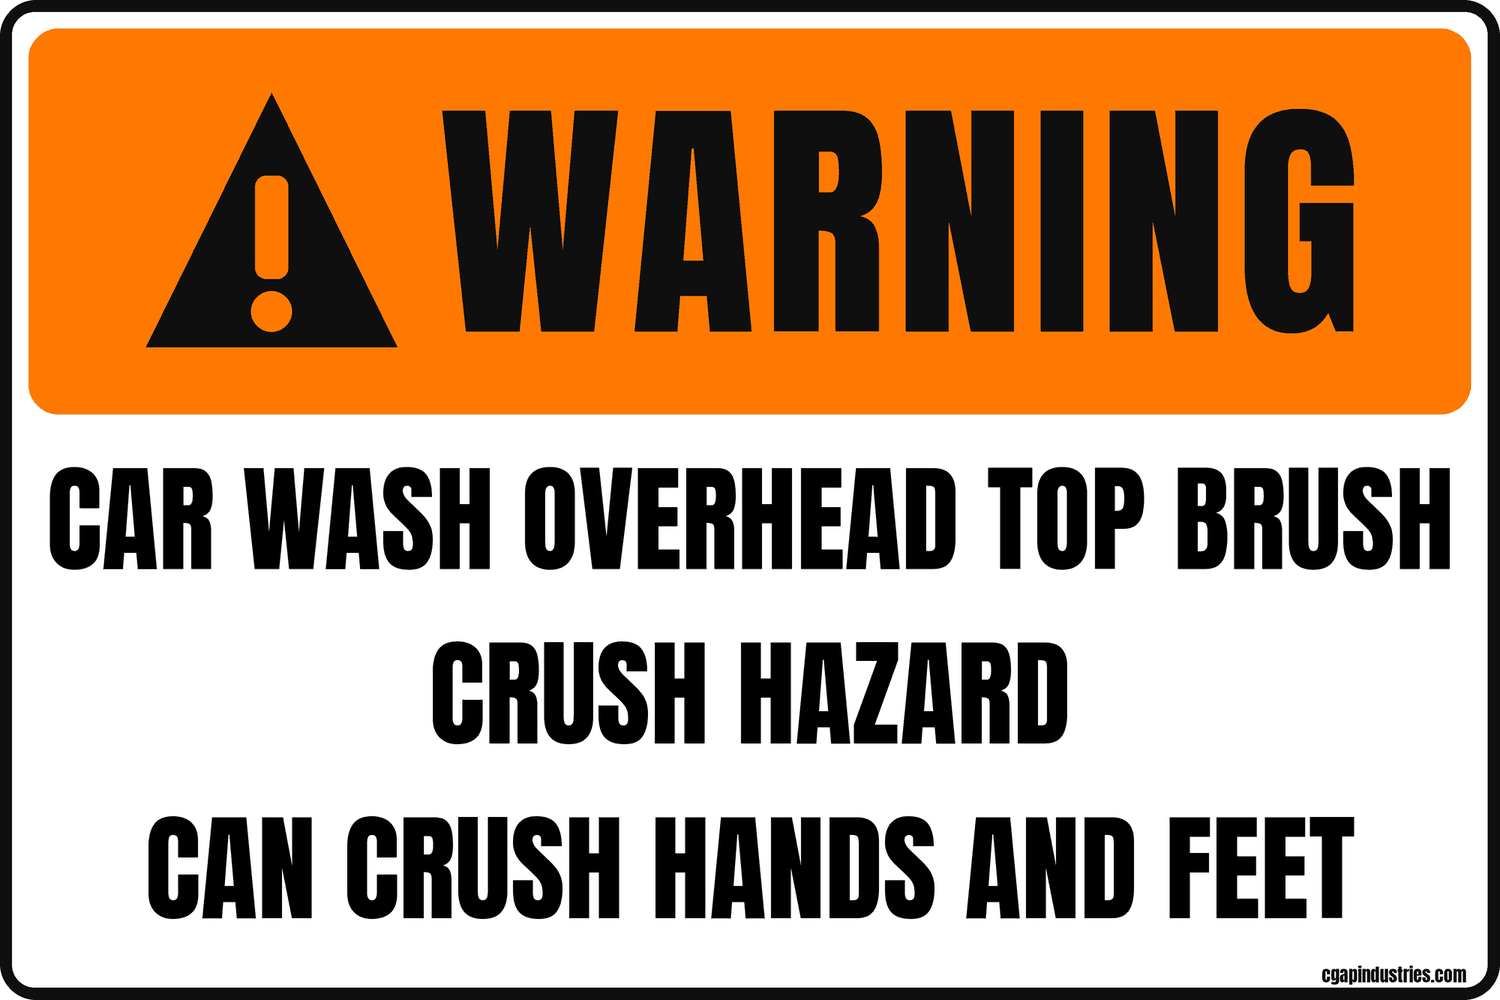 WARNING
CAR WASH OVERHEAD TOP BRUSH
CRUSH HAZARD
CAN CRUSH HANDS AND FEET
cgapindustries.com